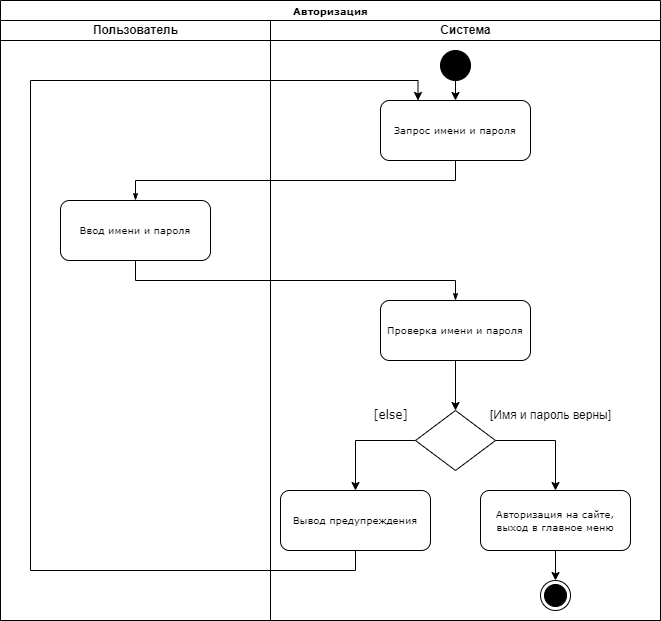 Авторизация
Пользователь
Система
Запрос имени и пароля
Ввод имени и пароля
Проверка имени и пароля
[else]
[Имя и пароль верны]
Вывод предупреждения
Авторизация на сайте,
выход в главное меню